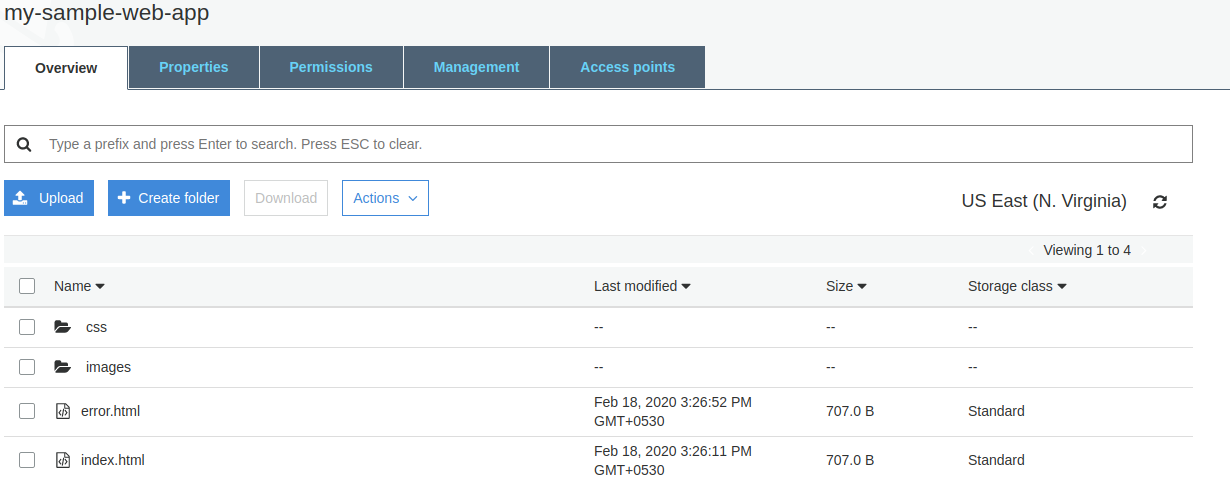 my-sample-web-app
Overview Properties Permissions Management Access points
Type a prefix and press Enter to search. Press ESC to clear.
Upload Create folder Download Actions US East (N. Virginia)
Viewing 1 to 4
Name Last modified Size Storage class
css -- -- --
images -- -- --
error.html Feb 18, 2020 3:26:52 PM GMT+0530 707.0 B Standard
index.html Feb 18, 2020 3:26:11 PM GMT+0530 707.0 B Standard